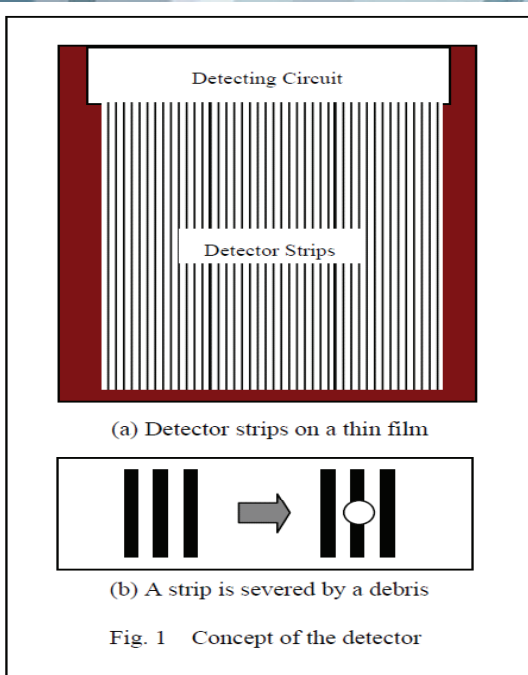 Detecting Circuit
Detector Strips
(a) Detector strips on a thin film
(b) A strip is severed by a debris
Fig. 1 Concept of the detector